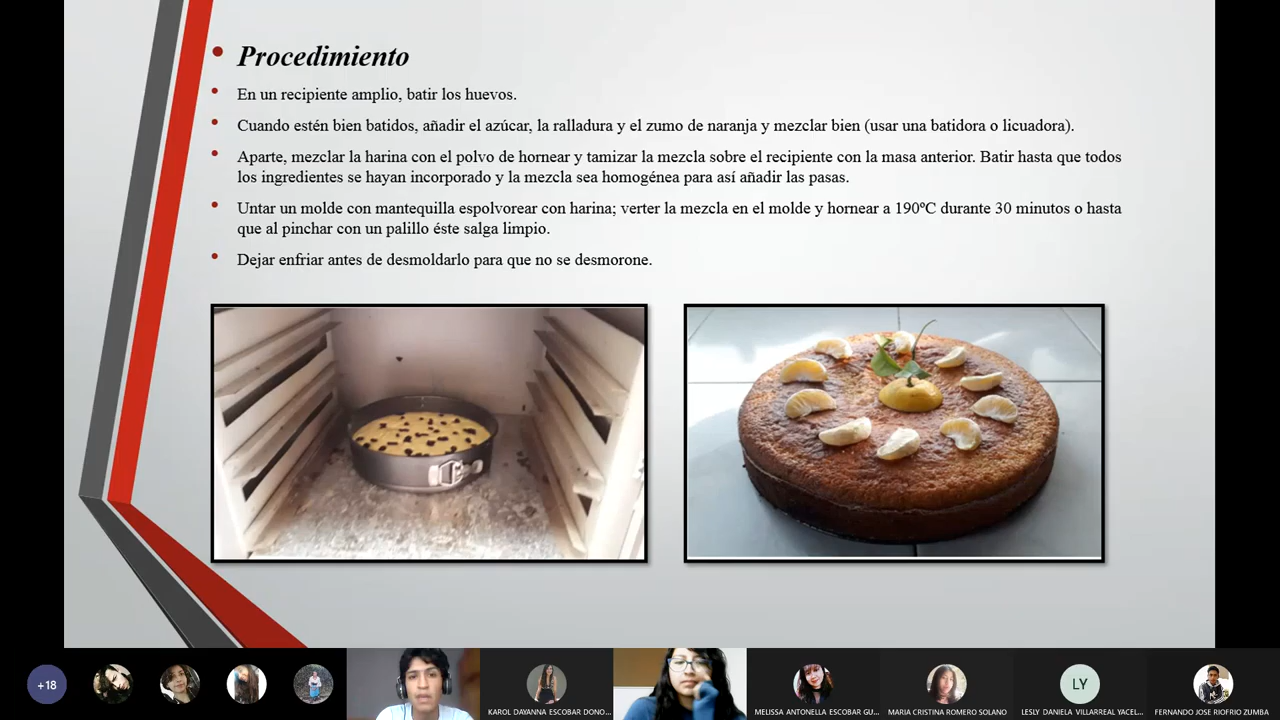 Procedimiento
En un recipiente amplio, batir los huevos.
Cuando estén bien batidos, añadir el azúcar, la ralladura y el zumo de naranja y mezclar bien (usar una batidora o licuadora).
Aparte, mezclar la harina con el polvo de hornear y tamizar la mezcla sobre el recipiente con la masa anterior. Batir hasta que todos
los ingredientes se hayan incorporado y la mezcla sea homogénea para así añadir las pasas.
Untar un molde con mantequilla espolvorear con harina; verter la mezcla en el molde y hornear a 190ºC durante 30 minutos o hasta
que al pinchar con un palillo éste salga limpio.
Dejar enfriar antes de desmoldarlo para que no se desmorone.
+18
LY
KAROL DAYANNA ESCOBAR DONO...
MELISSA ANTONELLA ESCOBAR GU...
MARIA CRISTINA ROMERO SOLANO
LESLY DANIELA VILLARREAL YACEL...
FERNANDO JOSE RIOFRIO ZUMBA